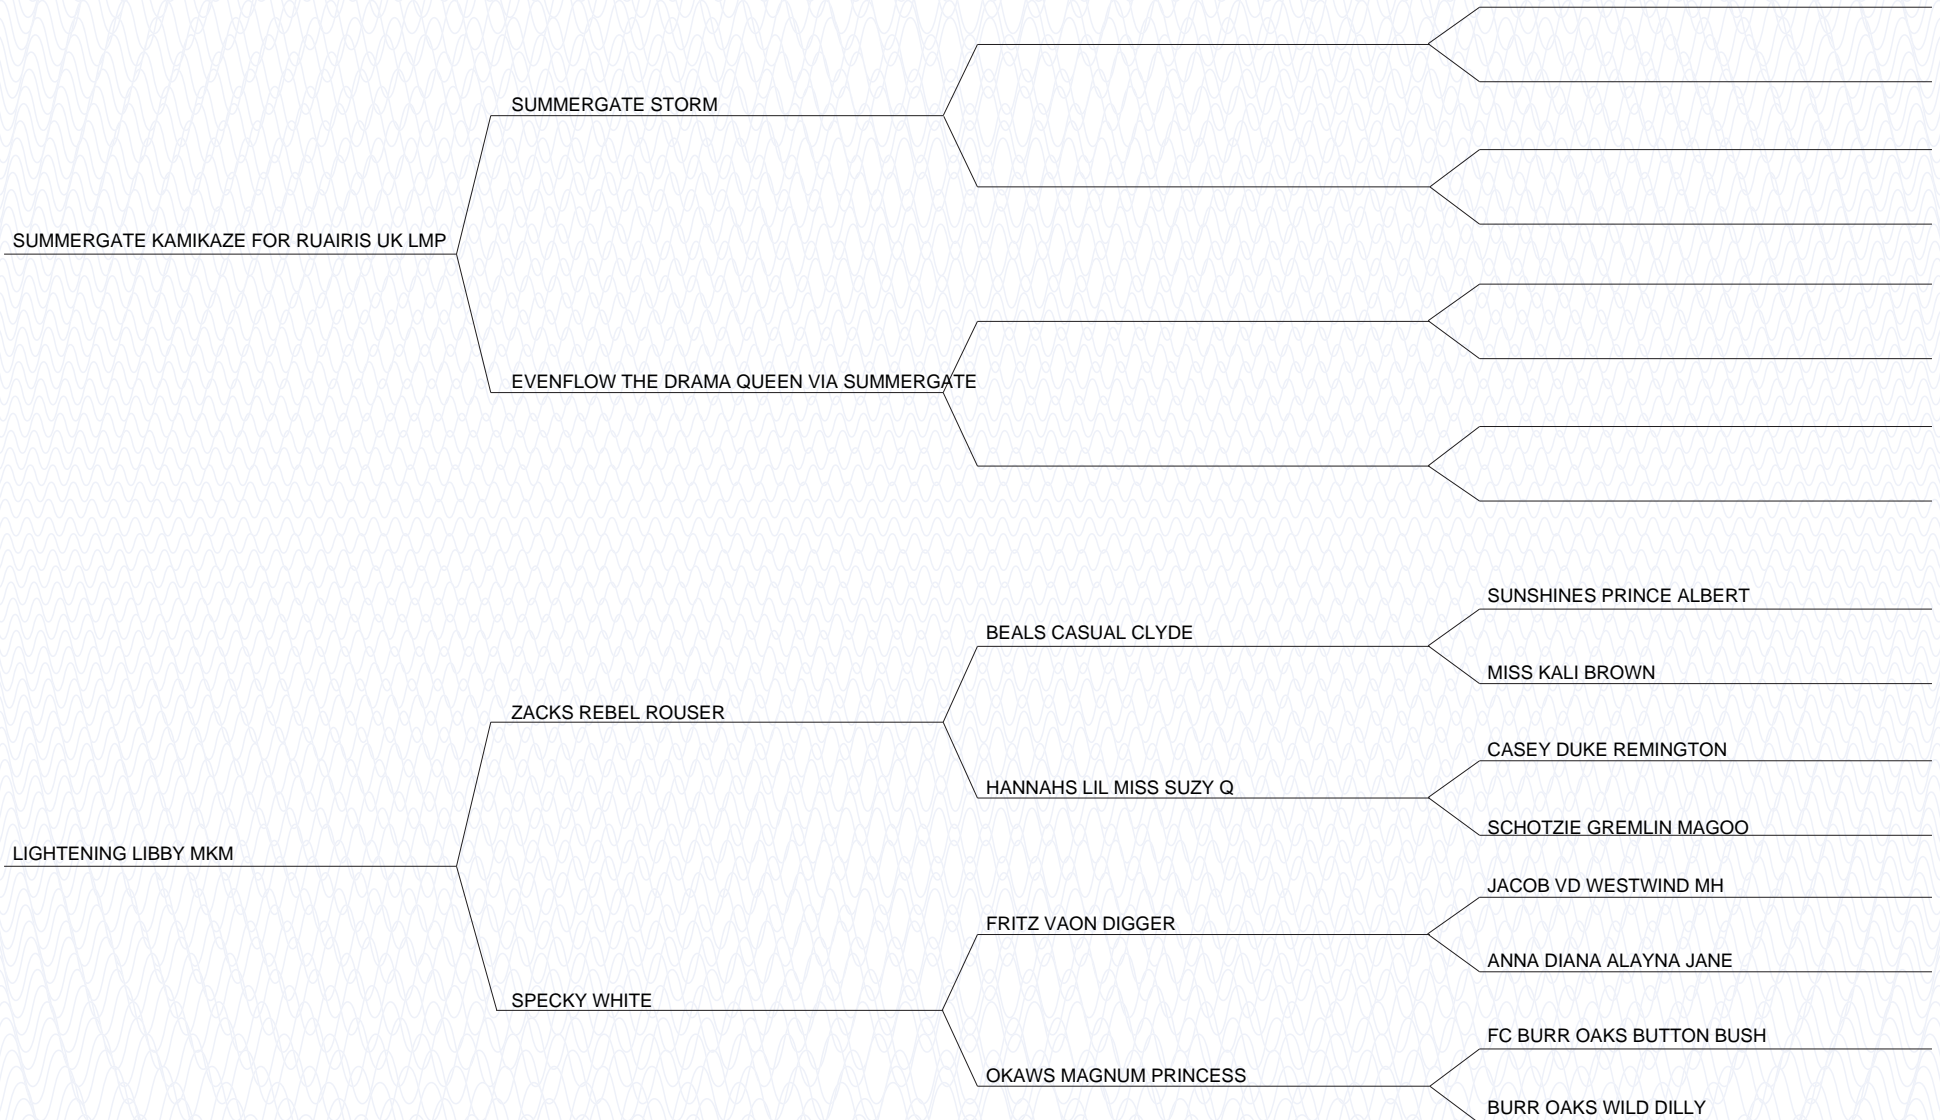 SUMMERGATE STORM
SUMMERGATE KAMIKAZE FOR RUAIRIS UK LMP
EVENFLOW THE DRAMA QUEEN VIA SUMMERGATE
SUNSHINES PRINCE ALBERT
BEALS CASUAL CLYDE
MISS KALI BROWN
ZACKS REBEL ROUSER
CASEY DUKE REMINGTON
HANNAHS LIL MISS SUZY Q
SCHOTZIE GREMLIN MAGOO
LIGHTENING LIBBY MKM
JACOB VD WESTWIND MH
FRITZ VAON DIGGER
ANNA DIANA ALAYNA JANE
SPECKY WHITE
FC BURR OAKS BUTTON BUSH
OKAWS MAGNUM PRINCESS
BURR OAKS WILD DILLY